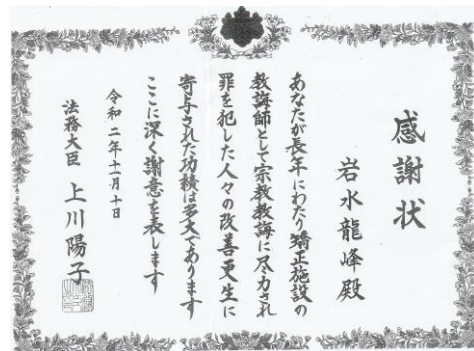 感謝状
岩水龍峰殿
あなたが長年にわたり矯正施設の
教誨師として宗教教誨に尽力され
罪を犯した人々の改善更生に
寄与された功績は多大であります
ここに深く謝意を表します
令和二年十一月十日
法務大臣 上川陽子